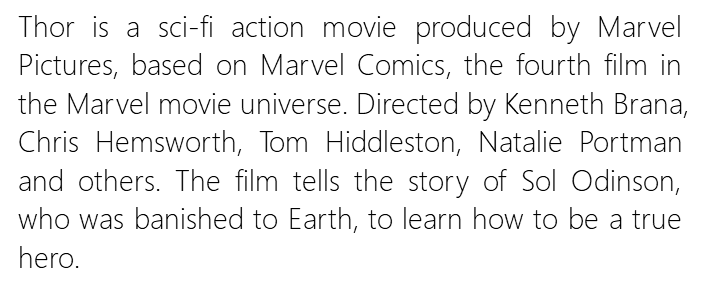 Thor is a sci-fi action movie produced by Marvel
Pictures, based on Marvel Comics, the fourth film in
the Marvel movie universe. Directed by Kenneth Brana,
Chris Hemsworth, Tom Hiddleston, Natalie Portman
and others. The film tells the story of Sol Odinson,
who was banished to Earth, to learn how to be a true
hero.